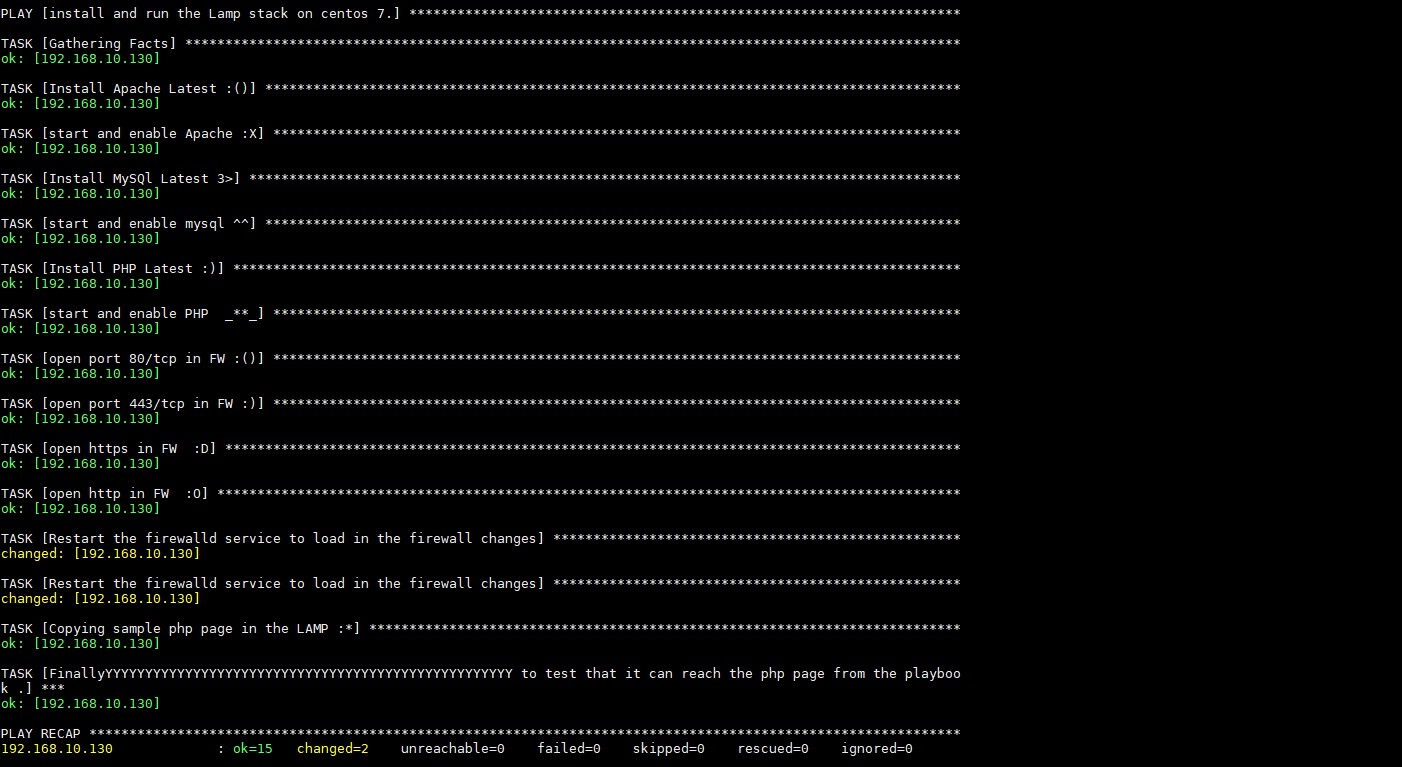 PLAY [install and run the Lamp stack on centos 7.] *********************************************************************
TASK [Gathering Facts] *************************************************************************************************
ok: [192.168.10.130]
TASK [Install Apache Latest :()] ***************************************************************************************
ok: [192.168.10.130]
TASK [start and enable Apache :X] **************************************************************************************
ok: [192.168.10.130]
TASK [Install MySQl Latest 3>] *****************************************************************************************
ok: [192.168.10.130]
TASK [start and enable mysql ^^] ***************************************************************************************
ok: [192.168.10.130]
TASK [Install PHP Latest :)] *******************************************************************************************
ok: [192.168.10.130]
TASK [start and enable PHP  _**_] **************************************************************************************
ok: [192.168.10.130]
TASK [open port 80/tcp in FW :()] **************************************************************************************
ok: [192.168.10.130]
TASK [open port 443/tcp in FW :)] **************************************************************************************
ok: [192.168.10.130]
TASK [open https in FW  :D] ********************************************************************************************
ok: [192.168.10.130]
TASK [open http in FW  :O] *********************************************************************************************
ok: [192.168.10.130]
TASK [Restart the firewalld service to load in the firewall changes] ***************************************************
changed: [192.168.10.130]
TASK [Restart the firewalld service to load in the firewall changes] ***************************************************
changed: [192.168.10.130]
TASK [Copying sample php page in the LAMP :*] **************************************************************************
ok: [192.168.10.130]
TASK [FinallyYYYYYYYYYYYYYYYYYYYYYYYYYYYYYYYYYYYYYYYYYYYYYYYYYYY to test that it can reach the php page from the playboo
k .] ***
ok: [192.168.10.130]
PLAY RECAP *************************************************************************************************************
192.168.10.130             : ok=15   changed=2    unreachable=0    failed=0    skipped=0    rescued=0    ignored=0